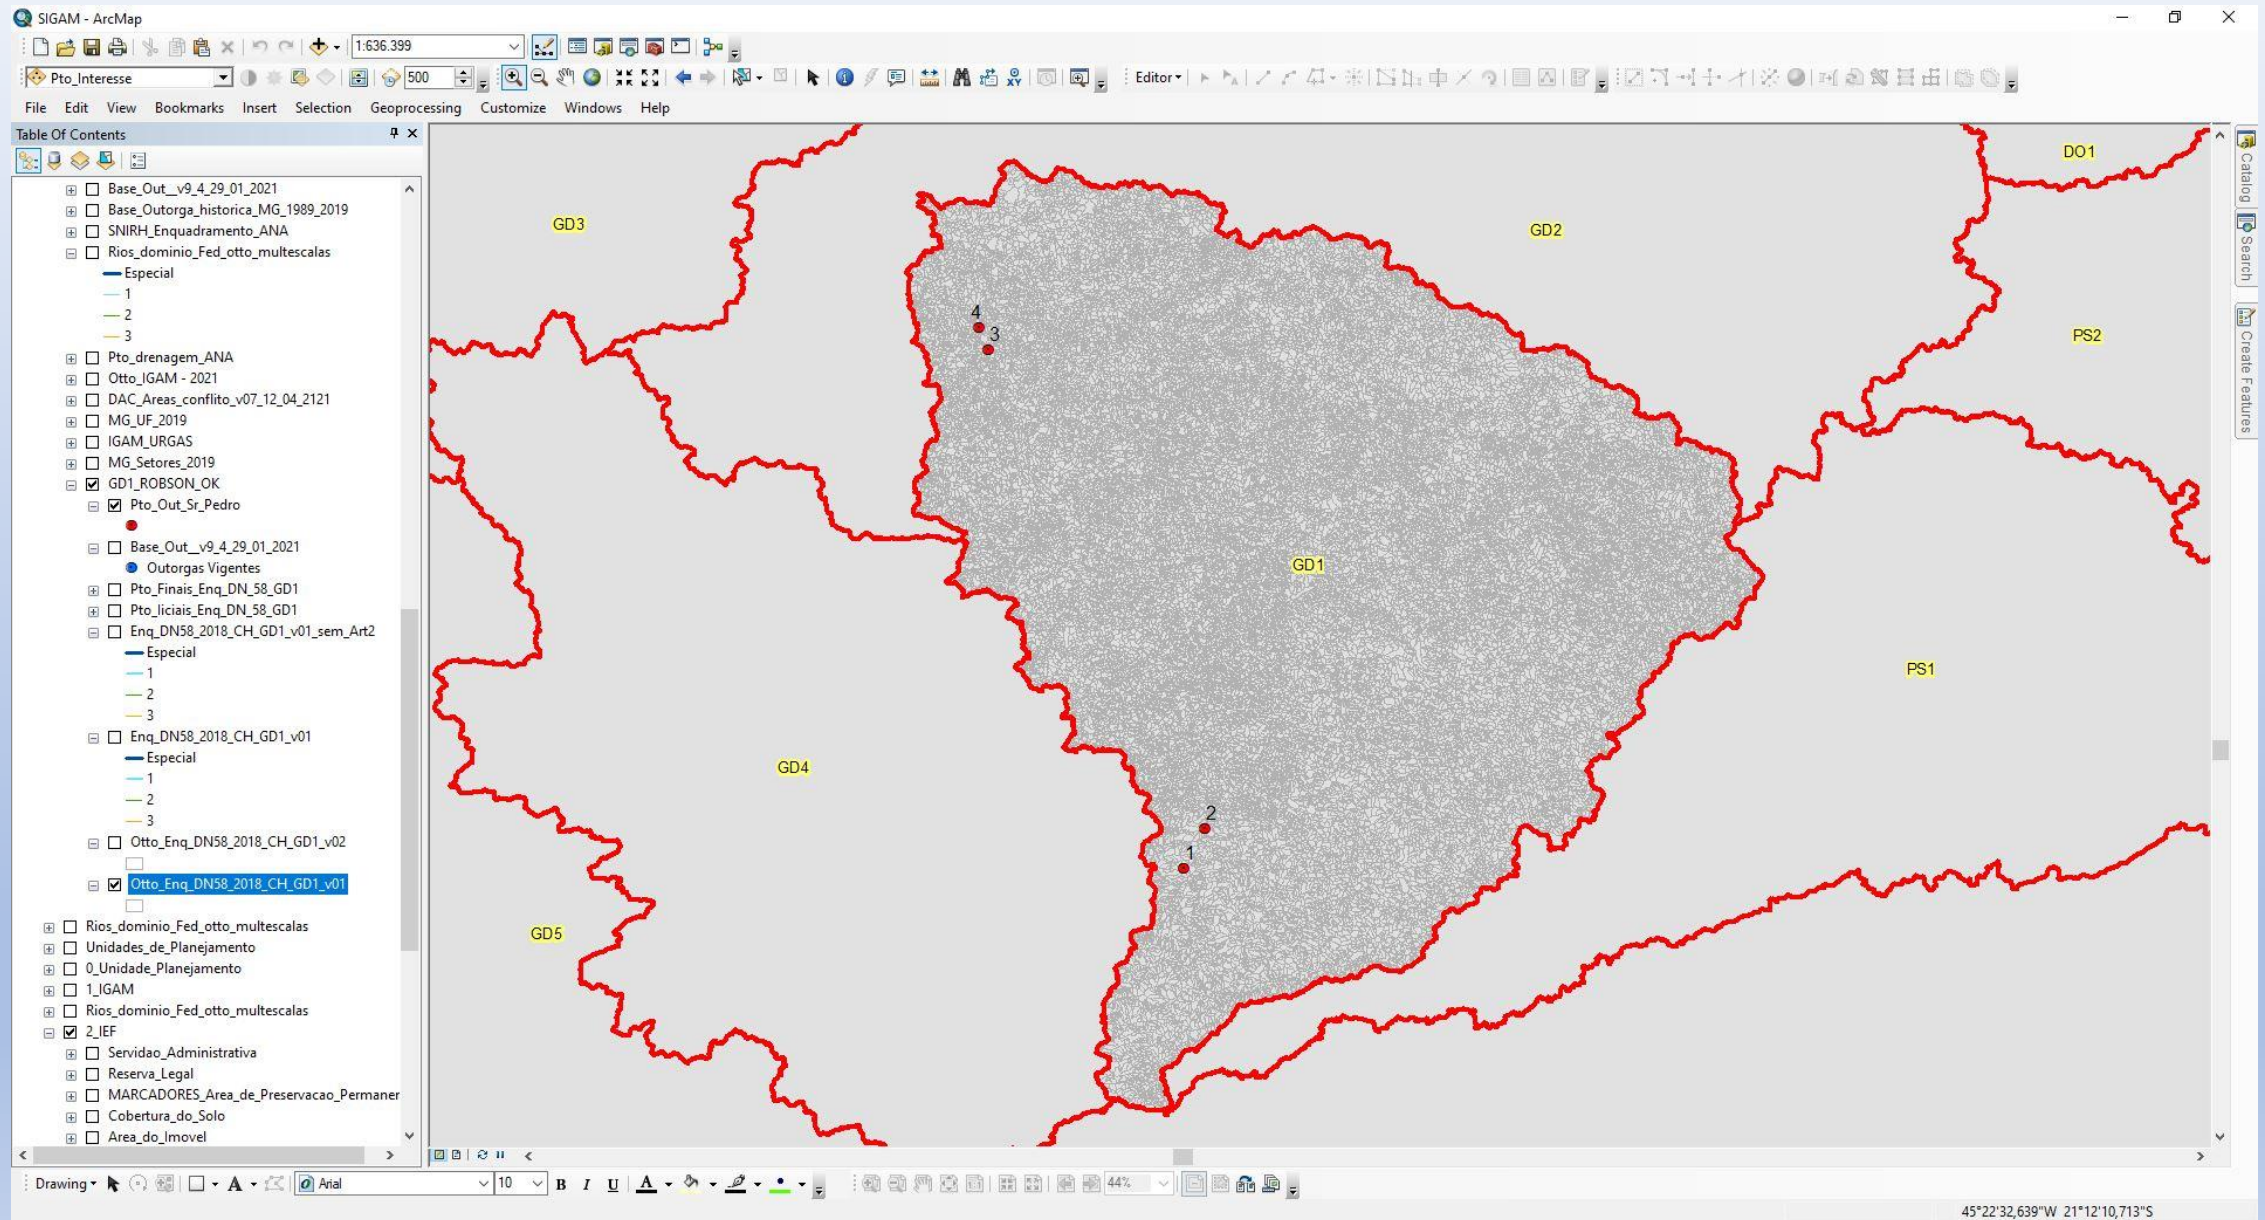 SIGAM - ArcMap
1:636.399
Pto_Interesse
500
Editor
File Edit View Bookmarks Insert Selection Geoprocessing Customize Windows Help
Table Of Contents
Base_Out__v9_4_29_01_2021
Base_Outorga_historica_MG_1989_2019
SNIRH_Enquadramento_ANA
Rios_dominio_Fed_otto_multescalas
Especial
1
2
3
Pto_drenagem_ANA
Otto_IGAM - 2021
DAC_Areas_conflito_v07_12_04_2121
MG_UF_2019
IGAM_URGAS
MG_Setores_2019
GD1_ROBSON_OK
Pto_Out_Sr_Pedro
Base_Out__v9_4_29_01_2021
Outorgas Vigentes
Pto_Finais_Enq_DN_58_GD1
Pto_Iiciais_Enq_DN_58_GD1
Enq_DN58_2018_CH_GD1_v01_sem_Art2
Especial
1
2
3
Enq_DN58_2018_CH_GD1_v01
Especial
1
2
3
Otto_Enq_DN58_2018_CH_GD1_v02
Otto_Enq_DN58_2018_CH_GD1_v01
Rios_dominio_Fed_otto_multescalas
Unidades_de_Planejamento
0_Unidade_Planejamento
1_IGAM
Rios_dominio_Fed_otto_multescalas
2_IEF
Servidao_Administrativa
Reserva_Legal
MARCADORES_Area_de_Preservacao_Permaner
Cobertura_do_Solo
Area_do_Imovel
DO1
GD3
GD2
4
3
PS2
GD1
PS1
GD4
2
1
GD5
Catalog
Search
Create Features
Drawing
A
Arial
10
B I U A
44%
45°22'32,639"W 21°12'10,713"S